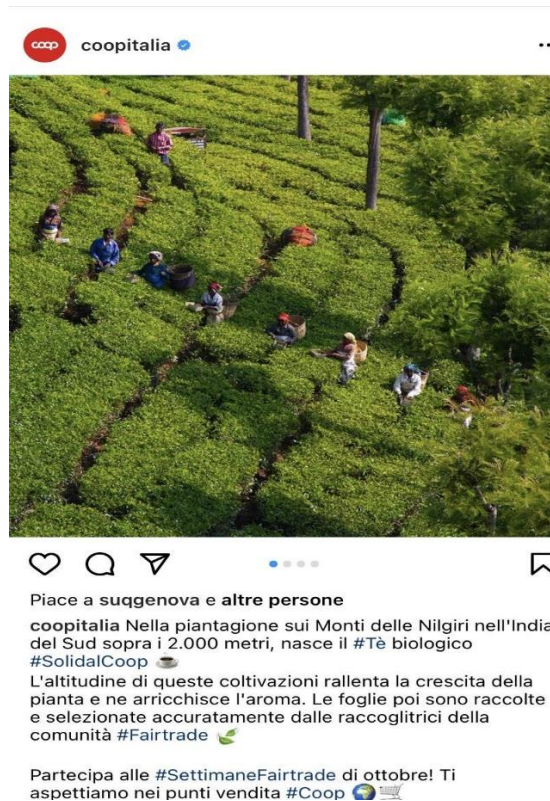 coop
coopitalia
Piace a suqgenova e altre persone
coopitalia Nella piantagione sui Monti delle Nilgiri nell'India
del Sud sopra i 2.000 metri, nasce il #Tè biologico
#SolidalCoop ☕
L'altitudine di queste coltivazioni rallenta la crescita della
pianta e ne arricchisce l'aroma. Le foglie poi sono raccolte
e selezionate accuratamente dalle raccoglitrici della
comunità #Fairtrade 🍃
Partecipa alle #SettimaneFairtrade di ottobre! Ti
aspettiamo nei punti vendita #Coop 🌍🛒